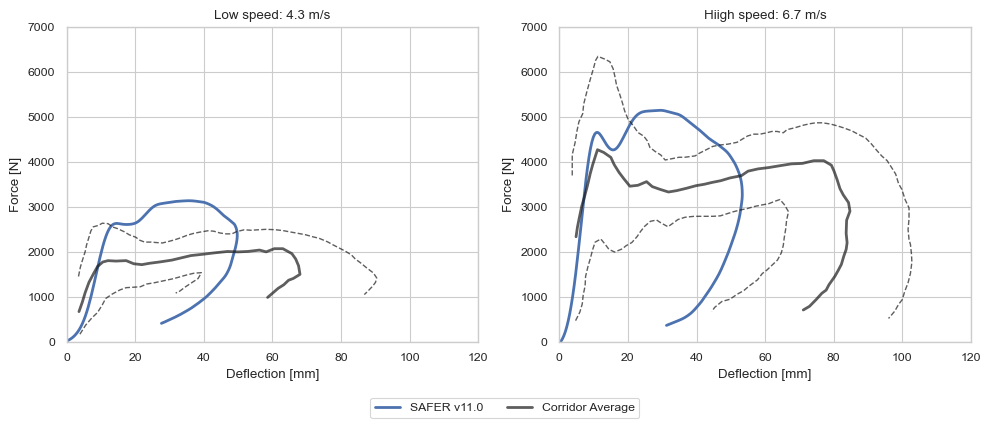 Low speed: 4.3 m/s
7000
6000
5000
4000
3000
2000
1000
0
Force [N]
0 20 40 60 80 100 120
Deflection [mm]
Hiigh speed: 6.7 m/s
7000
6000
5000
4000
3000
2000
1000
0
Force [N]
0 20 40 60 80 100 120
Deflection [mm]
SAFER v11.0 Corridor Average